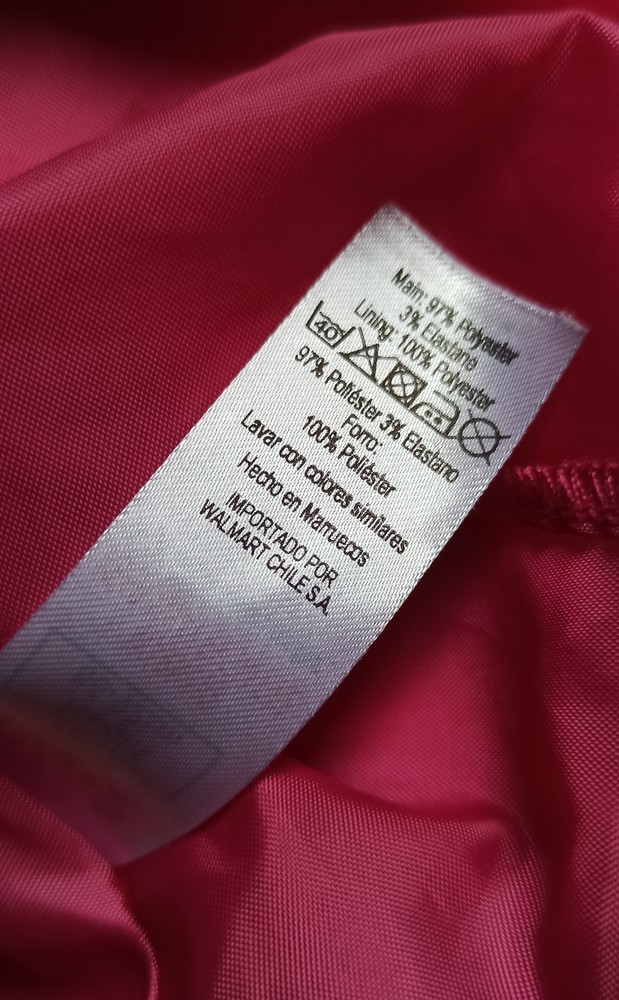 Main: 97% Polyester
3% Elastane
Lining: 100% Polyester
40
97% Poliéster 3% Elastano
Forro:
100% Poliéster
Lavar con colores similares
Hecho en Marruecos
IMPORTADO POR
WALMART CHILE S.A.